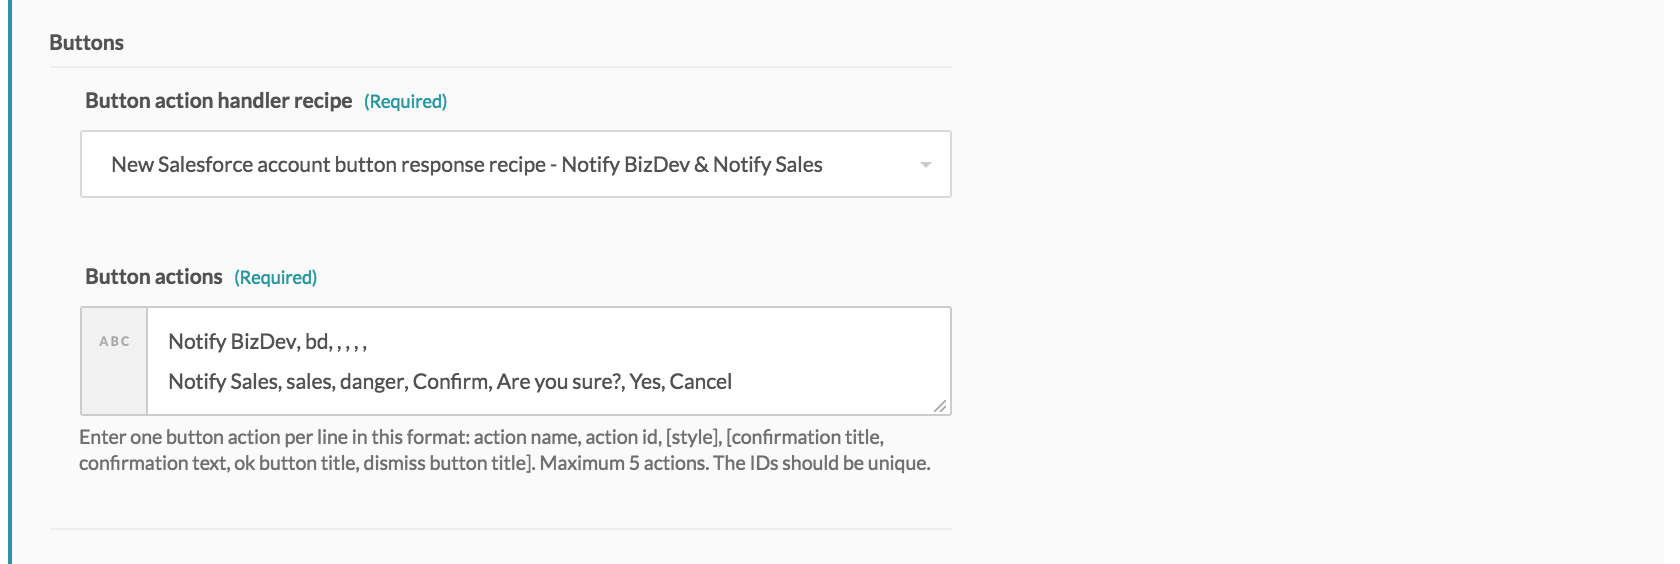 Buttons
Button action handler recipe (Required)
New Salesforce account button response recipe - Notify BizDev & Notify Sales
Button actions (Required)
ABC
Notify BizDev, bd, , , , ,
Notify Sales, sales, danger, Confirm, Are you sure?, Yes, Cancel
Enter one button action per line in this format: action name, action id, [style], [confirmation title,
confirmation text, ok button title, dismiss button title]. Maximum 5 actions. The IDs should be unique.